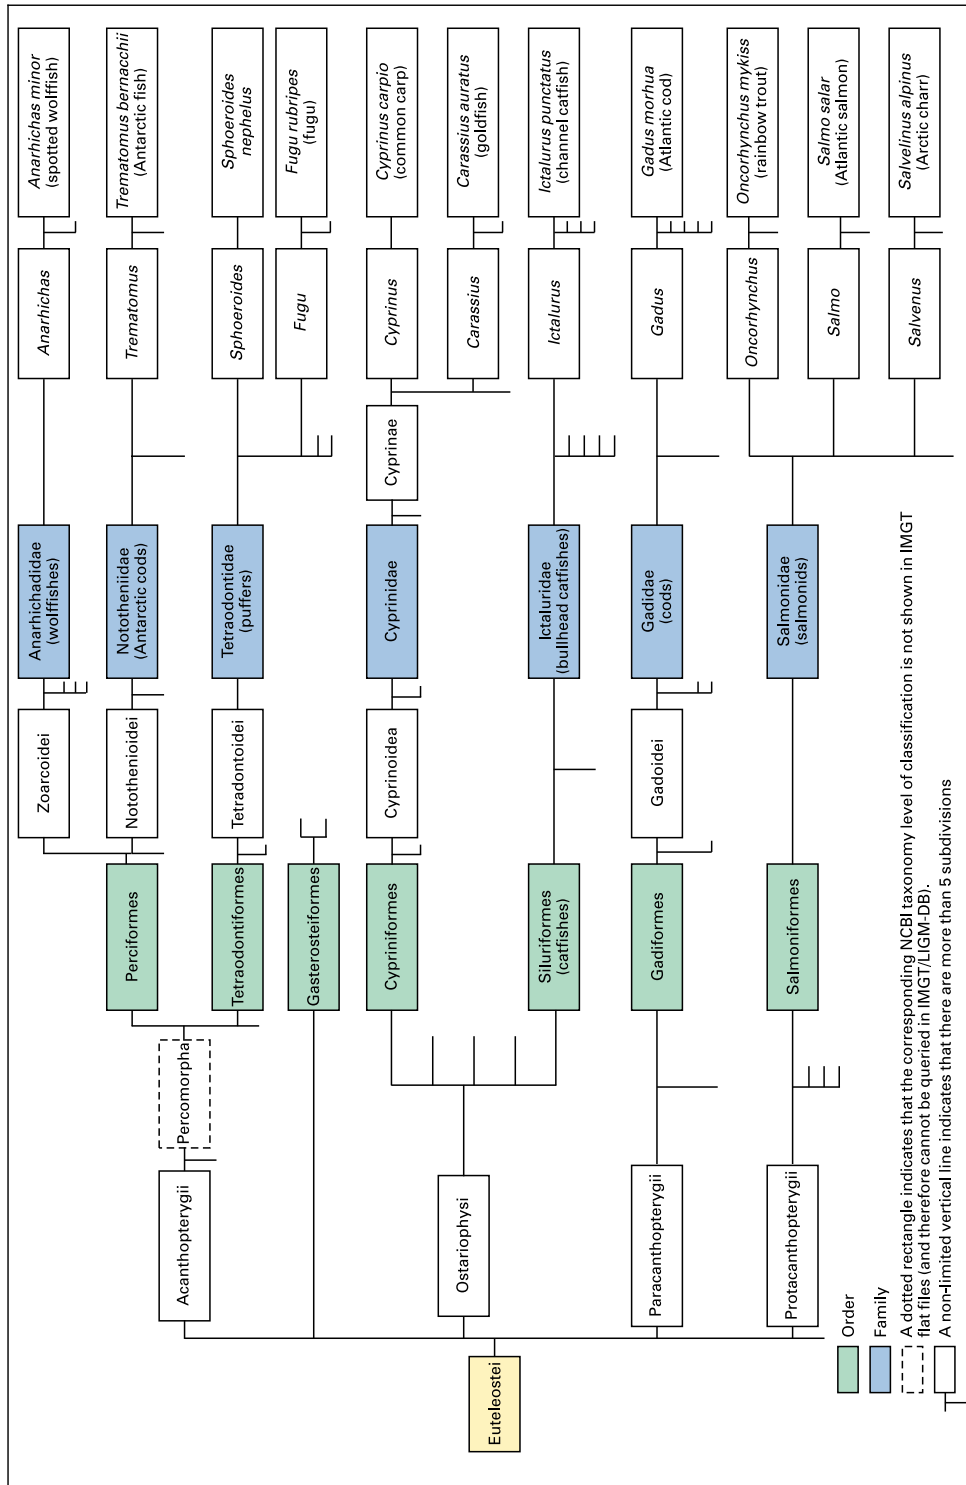 Euteleostei
Acanthopterygii
Ostariophysi
Paracanthopterygii
Protacanthopterygii
Percomorpha
Perciformes
Tetraodontiformes
Gasterosteiformes
Cypriniformes
Siluriformes
(catfishes)
Gadiformes
Salmoniformes
Zoarcoidei
Notothenioidei
Tetradontoidei
Cyprinoidea
Gadoidei
Anarhichadidae
(wolffishes)
Nototheniidae
(Antarctic cods)
Tetraodontidae
(puffers)
Cyprinidae
Ictaluridae
(bullhead catfishes)
Gadidae
(cods)
Salmonidae
(salmonids)
Cyprinae
Anarhichas
Trematomus
Sphoeroides
Fugu
Cyprinus
Carassius
Ictalurus
Gadus
Oncorhynchus
Salmo
Salvenus
Anarhichas minor
(spotted wolffish)
Trematomus bernacchii
(Antarctic fish)
Sphoeroides
nephelus
Fugu rubripes
(fugu)
Cyprinus carpio
(common carp)
Carassius auratus
(goldfish)
Ictalurus punctatus
(channel catfish)
Gadus morhua
(Atlantic cod)
Oncorhynchus mykiss
(rainbow trout)
Salmo salar
(Atlantic salmon)
Salvelinus alpinus
(Arctic charr)
Order
Family
A dotted rectangle indicates that the corresponding NCBI taxonomy level of classification is not shown in IMGT
flat files (and therefore cannot be queried in IMGT/LIGM-DB).
A non-limited vertical line indicates that there are more than 5 subdivisions